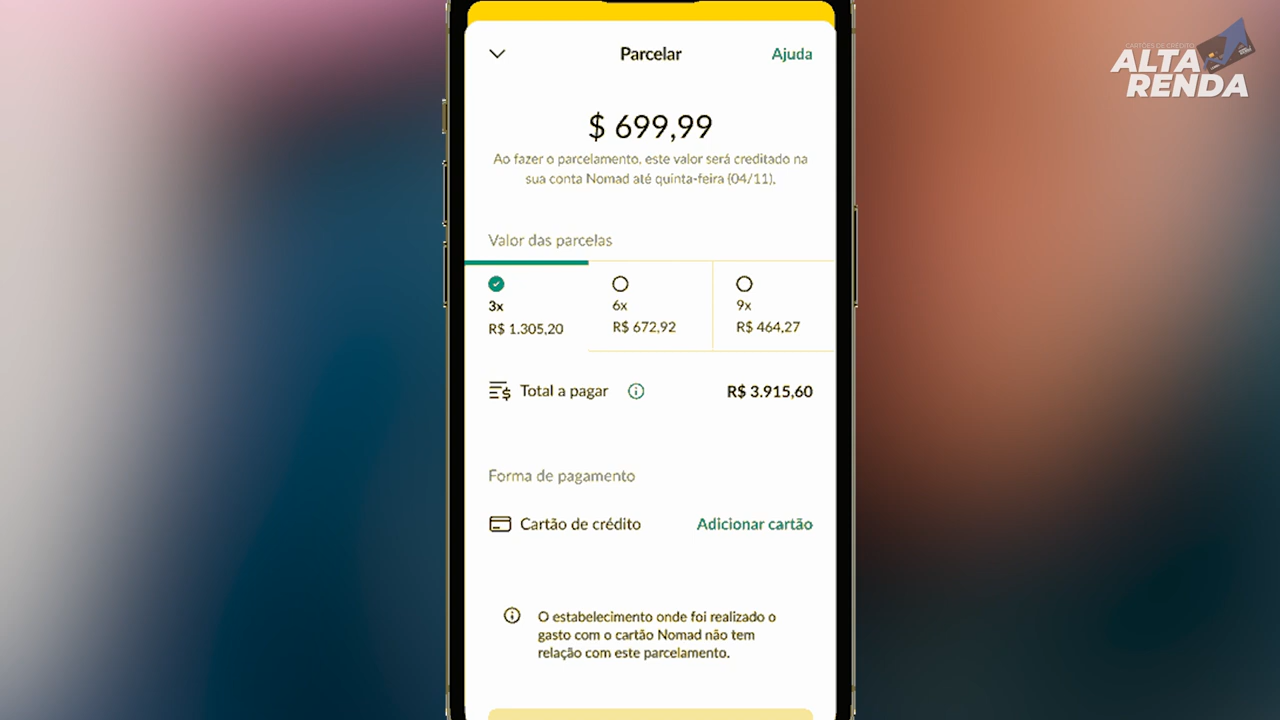 CARTÕES DE CRÉDITO
ALTA
RENDA
Parcelar
Ajuda
$ 699,99
Ao fazer o parcelamento, este valor será creditado na
sua conta Nomad até quinta-feira (04/11).
Valor das parcelas
3x
R$ 1.305,20
6x
R$ 672,92
9x
R$ 464,27
Total a pagar
R$ 3.915,60
Forma de pagamento
Cartão de crédito
Adicionar cartão
O estabelecimento onde foi realizado o
gasto com o cartão Nomad não tem
relação com este parcelamento.